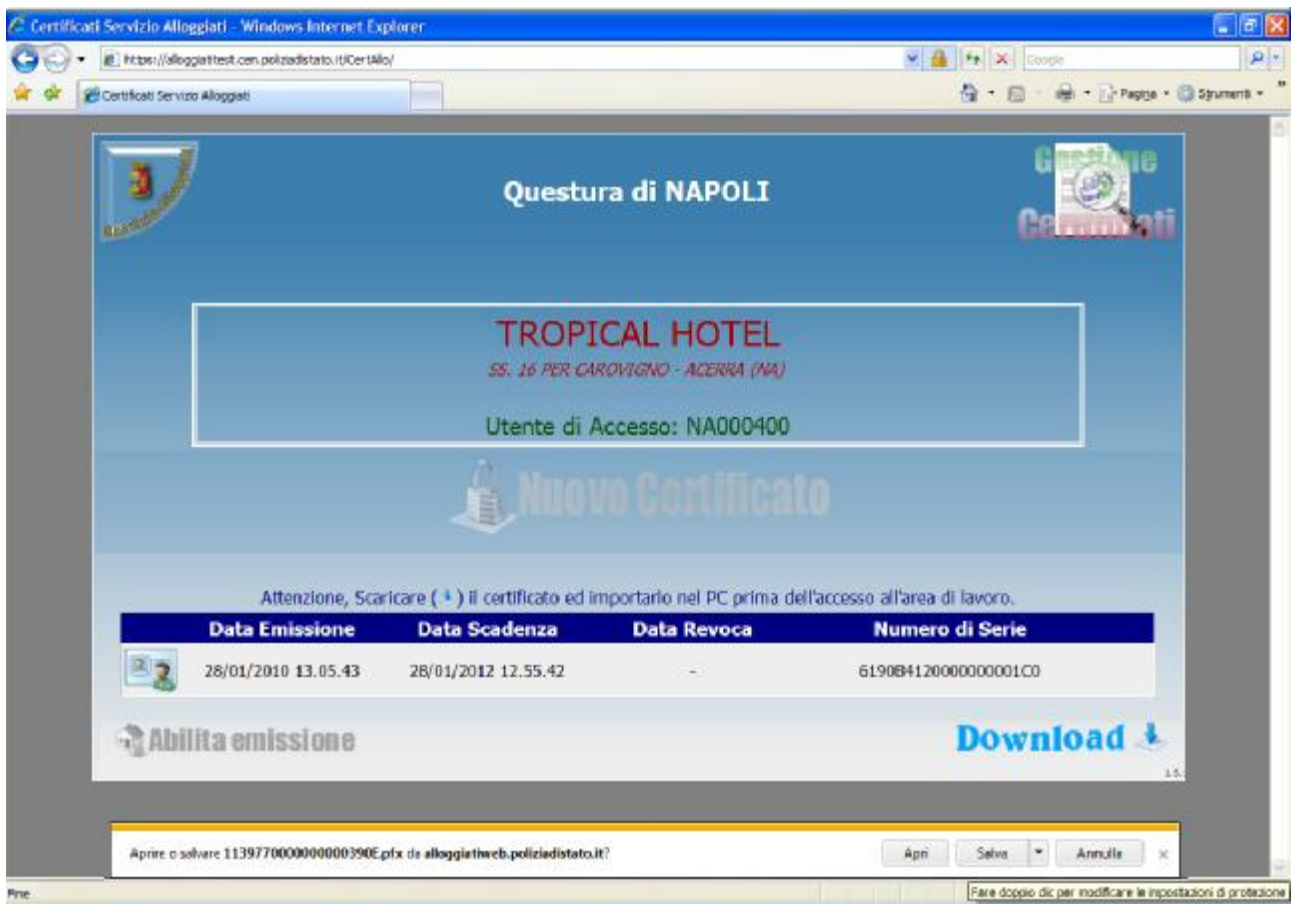 Certificati Servizio Alloggiati - Windows Internet Explorer
https://alloggiatitest.cen.poliziadistato.it/CertAllo/
Google
Certificati Servizio Alloggiati
Pagina
Strumenti
Questura di NAPOLI
Gestione
TROPICAL HOTEL
SS. 16 PER CAROVIGNO - ACERRA (NA)
Utente di Accesso: NA000400
Nuovo Certificato
Attenzione, Scaricare ( ) il certificato ed importarlo nel PC prima dell'accesso all'area di lavoro.
Data Emissione Data Scadenza Data Revoca Numero di Serie
28/01/2010 13.05.43 28/01/2012 12.55.42 - 6190B4120000000001C0
Abilita emissione
Download
1.5.
Aprire o salvare 1139770000000000390E.pfx da alloggiatiweb.poliziadistato.it?
Apri Salva Annulla
Fine
Fare doppio clic per modificare le impostazioni di protezione